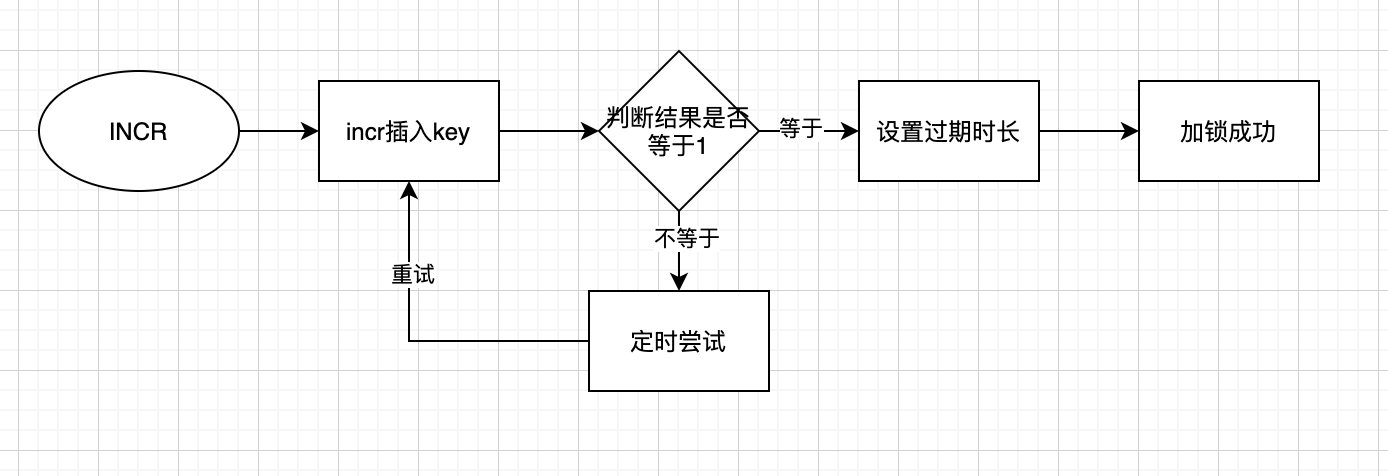 INCR
incr插入key
判断结果是否
等于1
等于
设置过期时长
加锁成功
不等于
重试
定时尝试